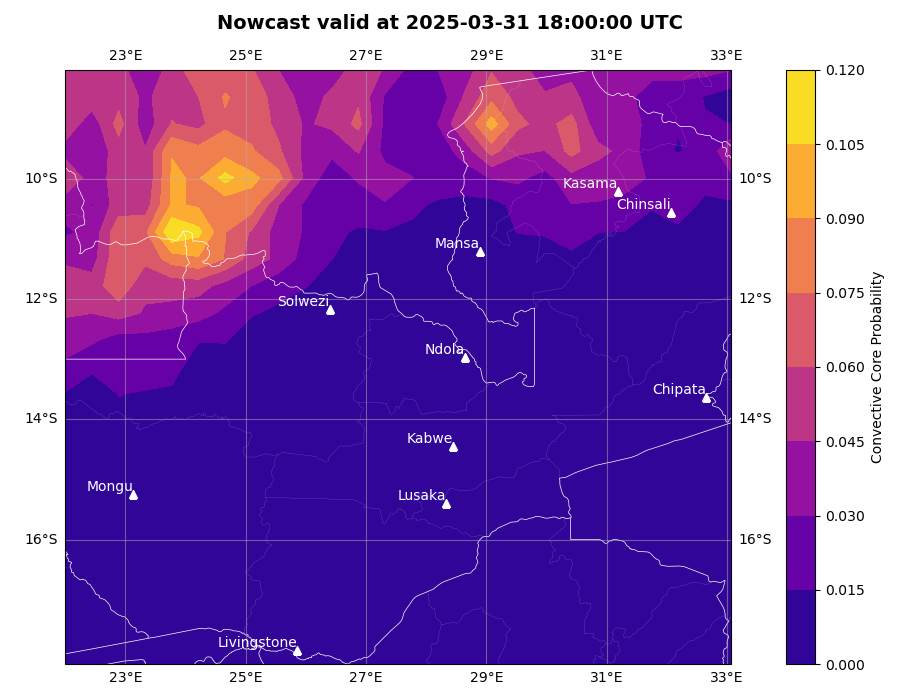 Nowcast valid at 2025-03-31 18:00:00 UTC
23°E 25°E 27°E 29°E 31°E 33°E
0.120
0.105
10°S 10°S
Kasama
Chinsali
0.090
Mansa
0.075
12°S 12°S
Solwezi
Ndola
0.060
Chipata
14°S 14°S
Kabwe
0.045
Convective Core Probability
Mongu
Lusaka
0.030
16°S 16°S
0.015
Livingstone
0.000
23°E 25°E 27°E 29°E 31°E 33°E